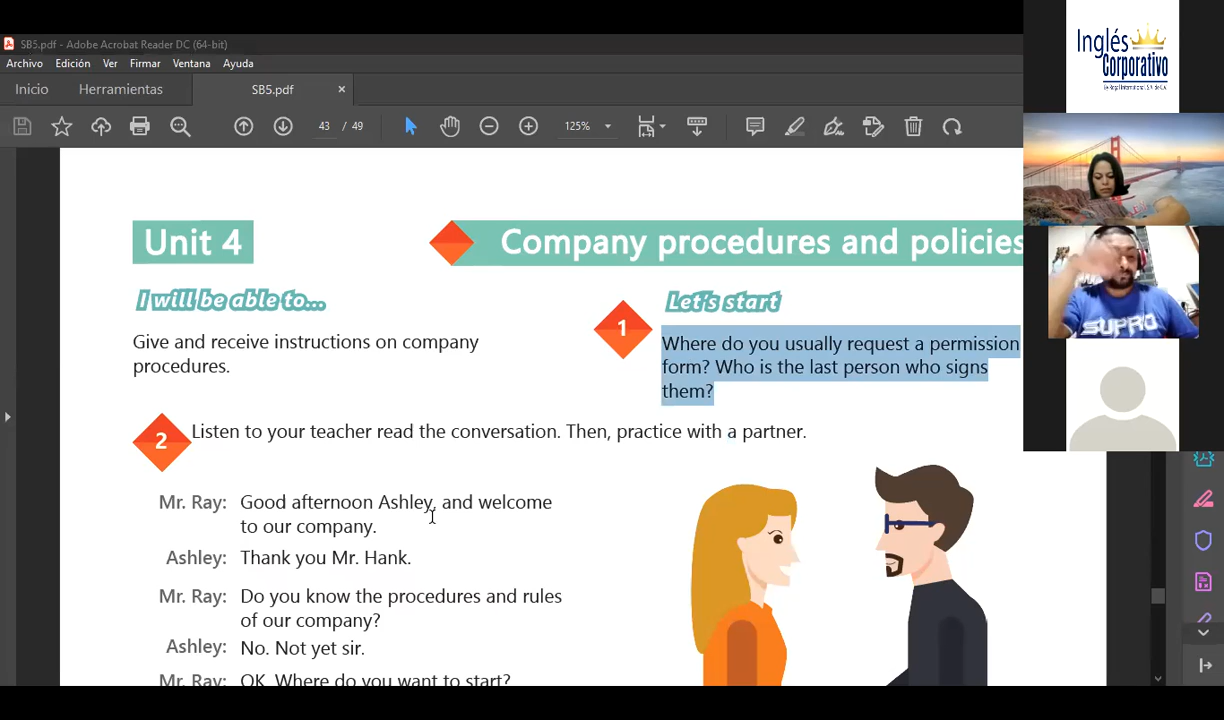 SB5.pdf - Adobe Acrobat Reader DC (64-bit)
Archivo Edición Ver Firmar Ventana Ayuda
Inicio Herramientas SB5.pdf ×
43 / 49 125%
Unit 4
Company procedures and policies
I will be able to...
Give and receive instructions on company
procedures.
1
Let's start
Where do you usually request a permission
form? Who is the last person who signs
them?
2
Listen to your teacher read the conversation. Then, practice with a partner.
Mr. Ray: Good afternoon Ashley, and welcome
to our company.
Ashley: Thank you Mr. Hank.
Mr. Ray: Do you know the procedures and rules
of our company?
Ashley: No. Not yet sir.
Mr. Ray: OK. Where do you want to start?
Inglés
Corporativo
SUPRO